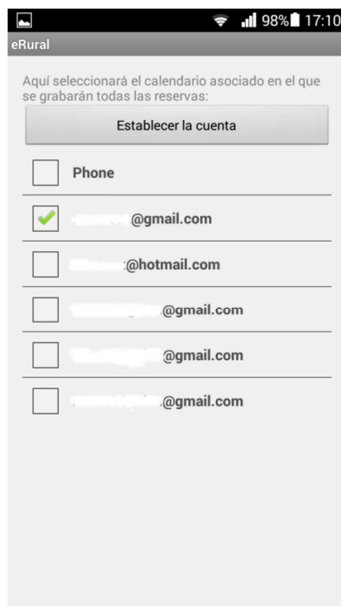 98% 17:10
eRural
Aquí seleccionará el calendario asociado en el que
se grabarán todas las reservas:
Establecer la cuenta
Phone
@gmail.com
@hotmail.com
@gmail.com
@gmail.com
@gmail.com